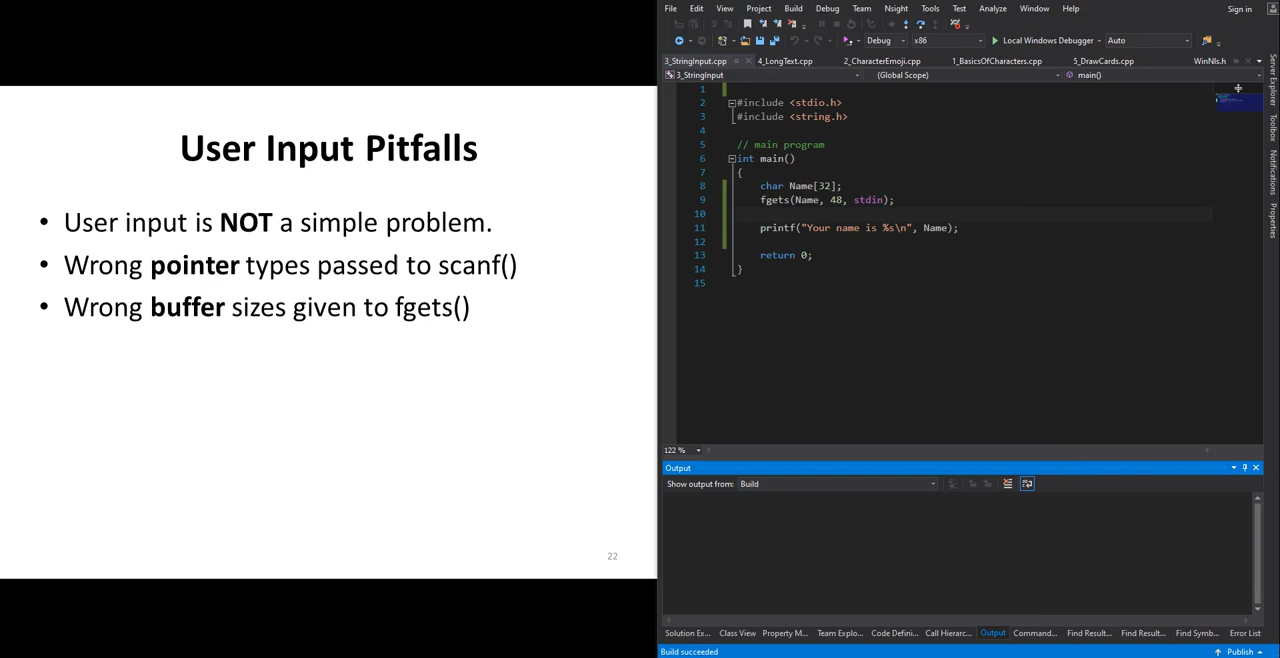 User Input Pitfalls
• User input is NOT a simple problem.
• Wrong pointer types passed to scanf()
• Wrong buffer sizes given to fgets()
22
File Edit View Project Build Debug Team Nsight Tools Test Analyze Window Help Sign in
Debug x86 Local Windows Debugger Auto
3_StringInput.cpp 4_LongText.cpp 2_CharacterEmoji.cpp 1_BasicsOfCharacters.cpp 5_DrawCards.cpp WinNls.h
3_StringInput (Global Scope) main()
1
2 #include <stdio.h>
3 #include <string.h>
4
5 // main program
6 int main()
7 {
8 char Name[32];
9 fgets(Name, 48, stdin);
10
11 printf("Your name is %s\n", Name);
12
13 return 0;
14 }
15
122 %
Output
Show output from: Build
Solution Ex... Class View Property M... Team Explo... Code Defini... Call Hierarc... Output Command... Find Result... Find Result... Find Symb... Error List
Build succeeded Publish
Server Explorer
Toolbox
Notifications
Properties